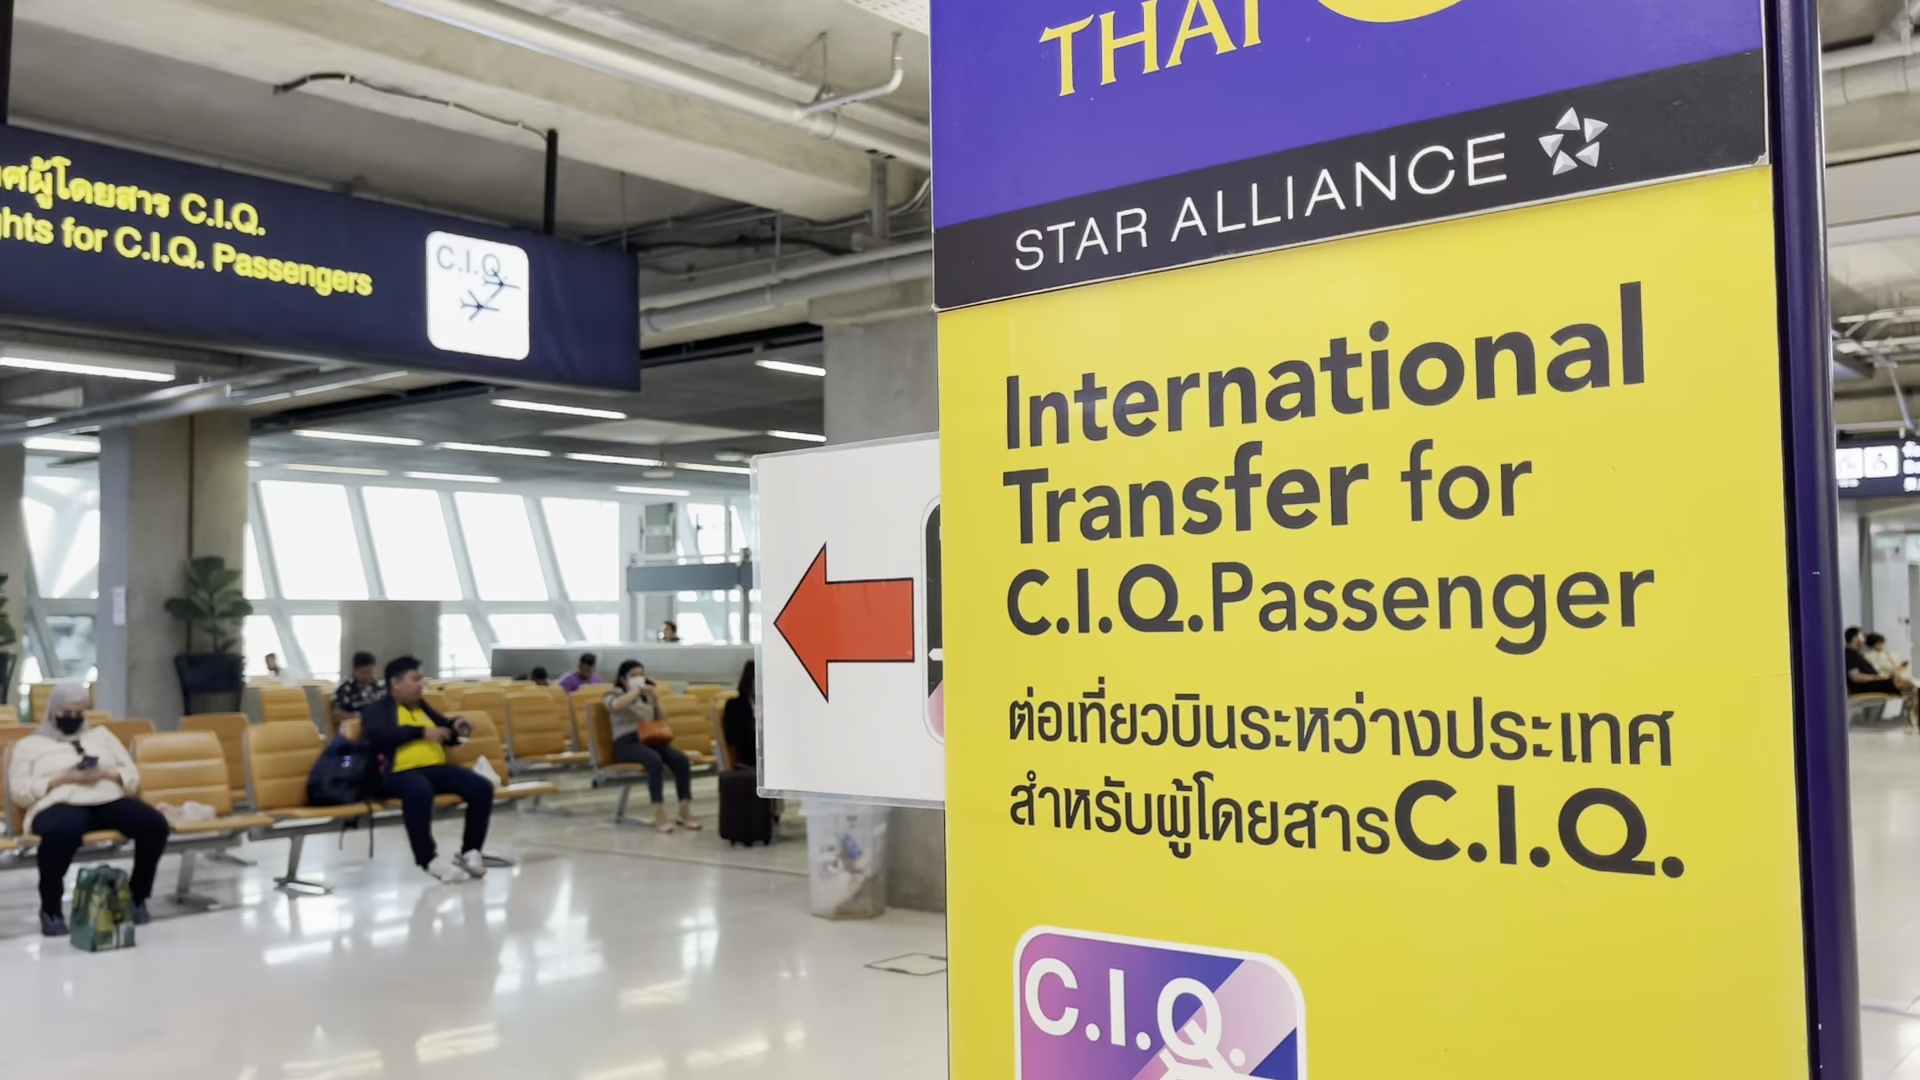 ผู้โดยสาร C.I.Q.
for C.I.Q. Passengers
C.I.Q.
THAI
STAR ALLIANCE
International
Transfer for
C.I.Q.Passenger
ต่อเที่ยวบินระหว่างประเทศ
สำหรับผู้โดยสารC.I.Q.
C.I.Q.